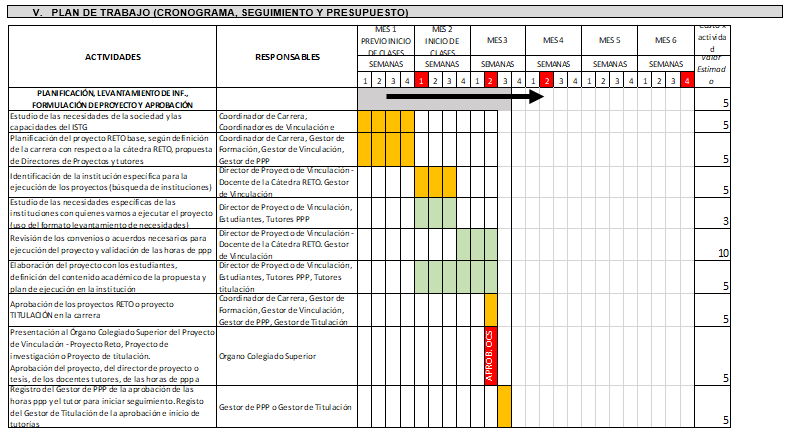 V. PLAN DE TRABAJO (CRONOGRAMA, SEGUIMIENTO Y PRESUPUESTO)
ACTIVIDADES
RESPONSABLES
MES 1
PREVIO INICIO
DE CLASES
MES 2
INICIO DE
CLASES
MES 3
MES 4
MES 5
MES 6
x
activida
d
SEMANAS
SEMANAS
SEMANAS
SEMANAS
SEMANAS
SEMANAS
Valor
Estimad
o
1 2 3 4 1 2 3 4 1 2 3 4 1 2 3 4 1 2 3 4 1 2 3 4
PLANIFICACIÓN, LEVANTAMIENTO DE INF.,
FORMULACIÓN DE PROYECTO Y APROBACIÓN
5
Estudio de las necesidades de la sociedad y las
capacidades del ISTG
Coordinador de Carrera,
Coordinadores de Vinculación e
5
Planificación del proyecto RETO base, según definición
de la carrera con respecto a la cátedra RETO, propuesta
de Directores de Proyectos y tutores
Coordinador de Carrera, Gestor de
Formación, Gestor de Vinculación,
Gestor de PPP
5
Identificación de la institución específica para la
ejecución de los proyectos (búsqueda de instituciones)
Director de Proyecto de Vinculación -
Docente de la Cátedra RETO. Gestor
de Vinculación
5
Estudio de las necesidades específicas de las
instituciones con quienes vamos a ejecutar el proyecto
(uso del formato levantamiento de necesidades)
Director de Proyecto de Vinculación,
Estudiantes, Tutores PPP
3
Revisión de los convenios o acuerdos necesarios para
ejecución del proyecto y validación de las horas de ppp
Director de Proyecto de Vinculación -
Docente de la Cátedra RETO. Gestor
de Vinculación
10
Elaboración del proyecto con los estudiantes,
definición del contenido académico de la propuesta y
plan de ejecución en la institución
Director de Proyecto de Vinculación,
Estudiantes, Tutores PPP, Tutores
titulación
5
Aprobación de los proyectos RETO o proyecto
TITULACIÓN en la carrera
Coordinador de Carrera, Gestor de
Formación, Gestor de Vinculación,
Gestor de PPP, Gestor de Titulación
5
Presentación al Órgano Colegiado Superior del Proyecto
de Vinculación - Proyecto Reto, Proyecto de
investigación o Proyecto de titulación.
Aprobación del proyecto, del director de proyecto o
tesis, de los docentes tutores, de las horas de ppp a
Organo Colegiado Superior
APROB. OCS
5
Registro del Gestor de PPP de la aprobación de las
horas ppp y el tutor para iniciar seguimiento. Registo
del Gestor de Titulación de la aprobación e inicio de
tutorías
Gestor de PPP o Gestor de Titulación
5